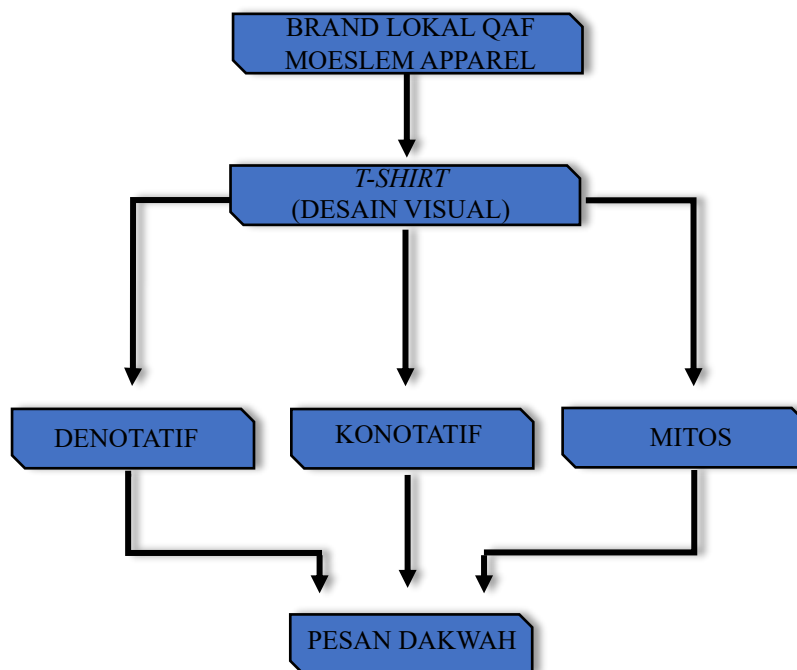 BRAND LOKAL QAF
MOESLEM APPAREL
T-SHIRT
(DESAIN VISUAL)
DENOTATIF
KONOTATIF
MITOS
PESAN DAKWAH